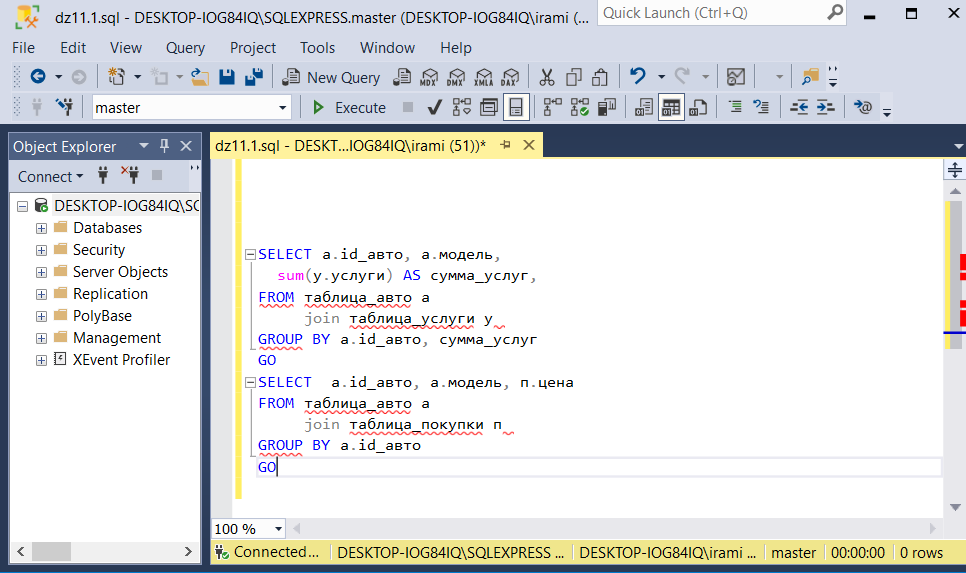 dz11.1.sql - DESKTOP-IOG84IQ\SQLEXPRESS.master (DESKTOP-IOG84IQ\irami (...
Quick Launch (Ctrl+Q)
File Edit View Query Project Tools Window Help
New Query MDX DMX XMLA DAX
master Execute
Object Explorer
dz11.1.sql - DESKT...IOG84IQ\irami (51))*
Connect
DESKTOP-IOG84IQ\SQ
Databases
Security
Server Objects
Replication
PolyBase
Management
XEvent Profiler
SELECT а.id_авто, а.модель,
sum(у.услуги) AS сумма_услуг,
FROM таблица_авто а
join таблица_услуги у
GROUP BY а.id_авто, сумма_услуг
GO
SELECT а.id_авто, а.модель, п.цена
FROM таблица_авто а
join таблица_покупки п
GROUP BY а.id_авто
GO
100 %
Connected... DESKTOP-IOG84IQ\SQLEXPRESS ... DESKTOP-IOG84IQ\irami ... master 00:00:00 0 rows